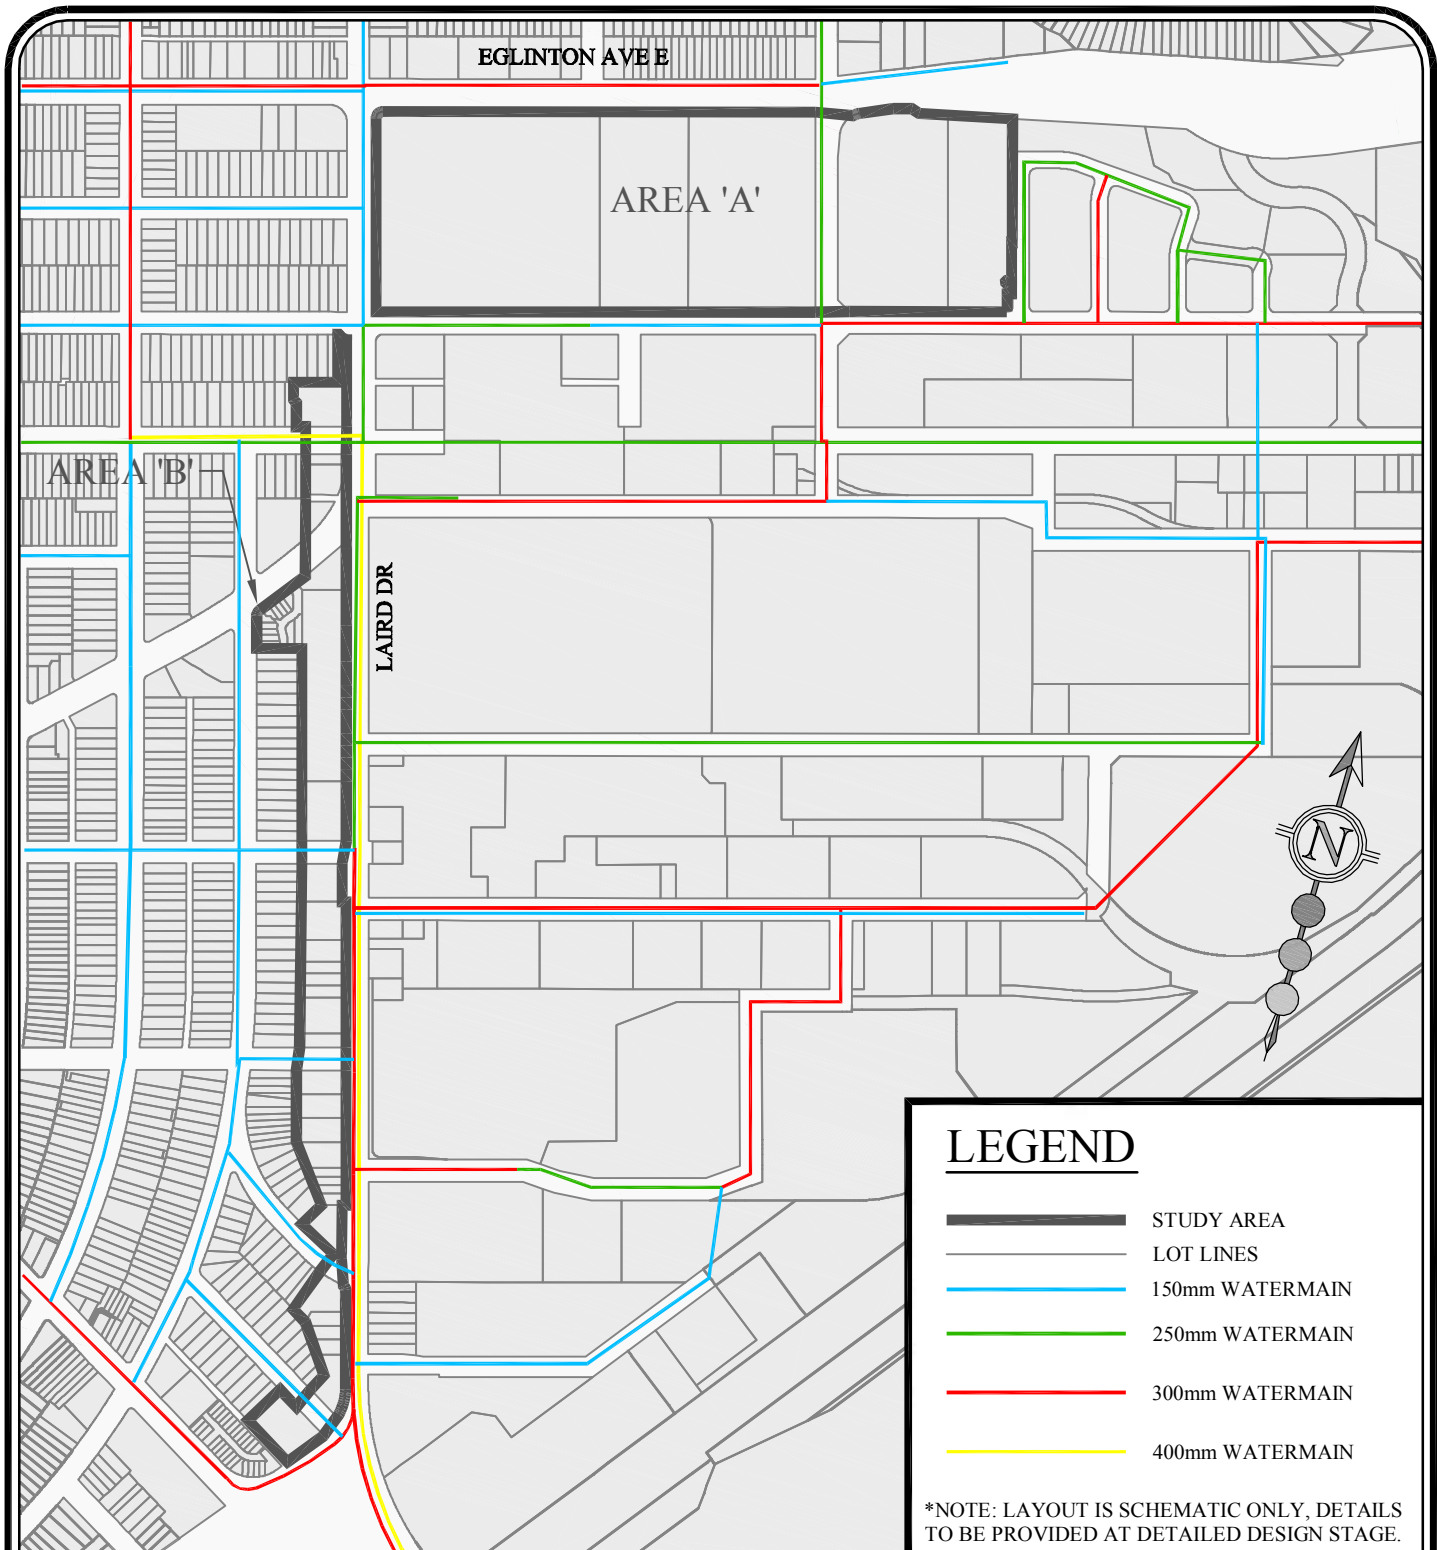 EGLINTON AVE E
AREA 'A'
AREA 'B'
LAIRD DR
N
LEGEND
STUDY AREA
LOT LINES
150mm WATERMAIN
250mm WATERMAIN
300mm WATERMAIN
400mm WATERMAIN
*NOTE: LAYOUT IS SCHEMATIC ONLY, DETAILS
TO BE PROVIDED AT DETAILED DESIGN STAGE.